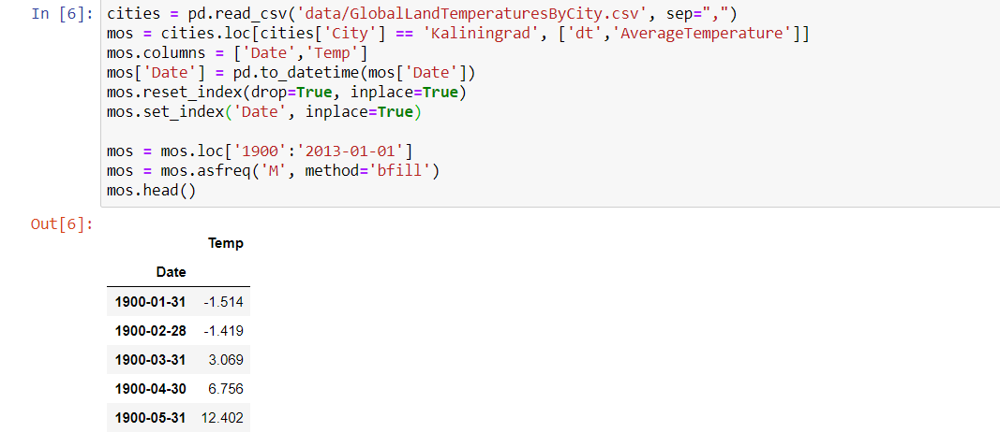 In [6]: cities = pd.read_csv('data/GlobalLandTemperaturesByCity.csv', sep=",")
mos = cities.loc[cities['City'] == 'Kaliningrad', ['dt','AverageTemperature']]
mos.columns = ['Date','Temp']
mos['Date'] = pd.to_datetime(mos['Date'])
mos.reset_index(drop=True, inplace=True)
mos.set_index('Date', inplace=True)
mos = mos.loc['1900':'2013-01-01']
mos = mos.asfreq('M', method='bfill')
mos.head()
Out[6]:
Temp
Date
1900-01-31 -1.514
1900-02-28 -1.419
1900-03-31 3.069
1900-04-30 6.756
1900-05-31 12.402